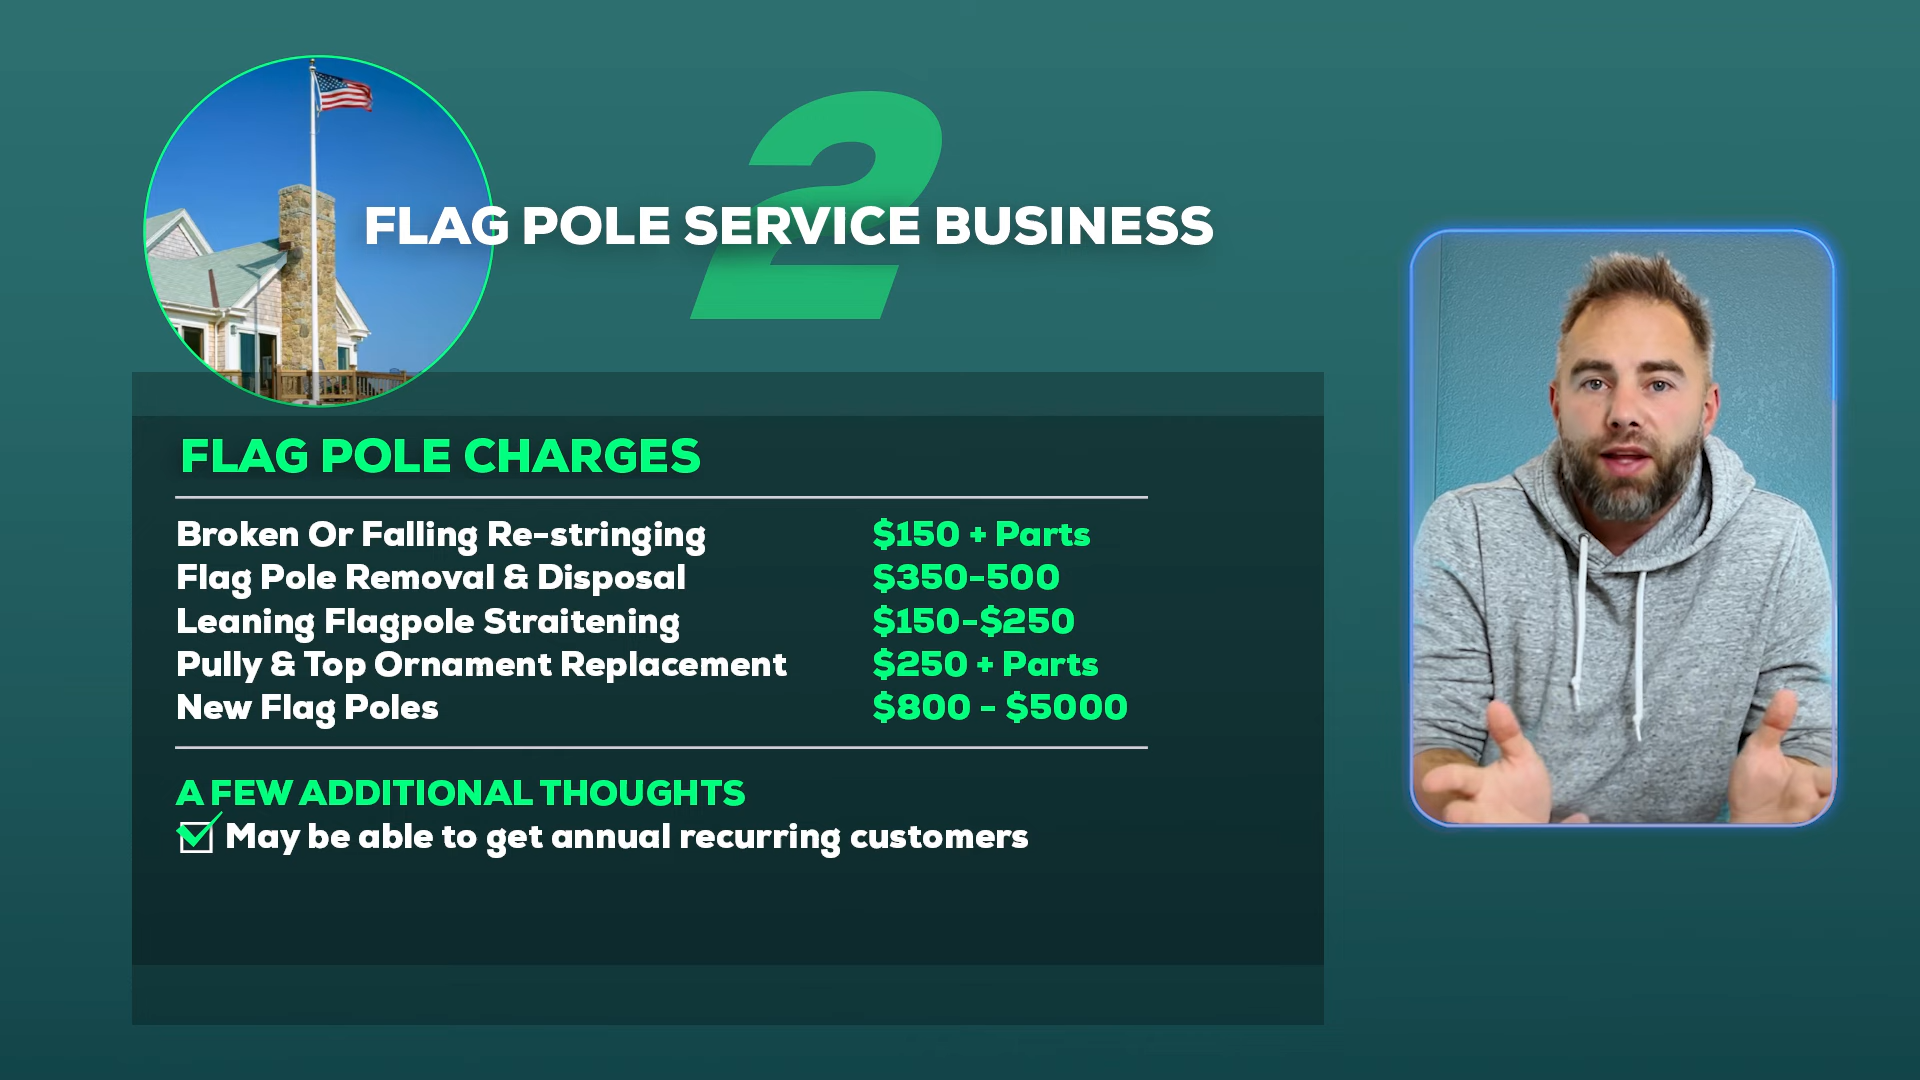 2
FLAG POLE SERVICE BUSINESS
FLAG POLE CHARGES
Broken Or Falling Re-stringing $150 + Parts
Flag Pole Removal & Disposal $350-500
Leaning Flagpole Straitening $150-$250
Pully & Top Ornament Replacement $250 + Parts
New Flag Poles $800 - $5000
A FEW ADDITIONAL THOUGHTS
May be able to get annual recurring customers